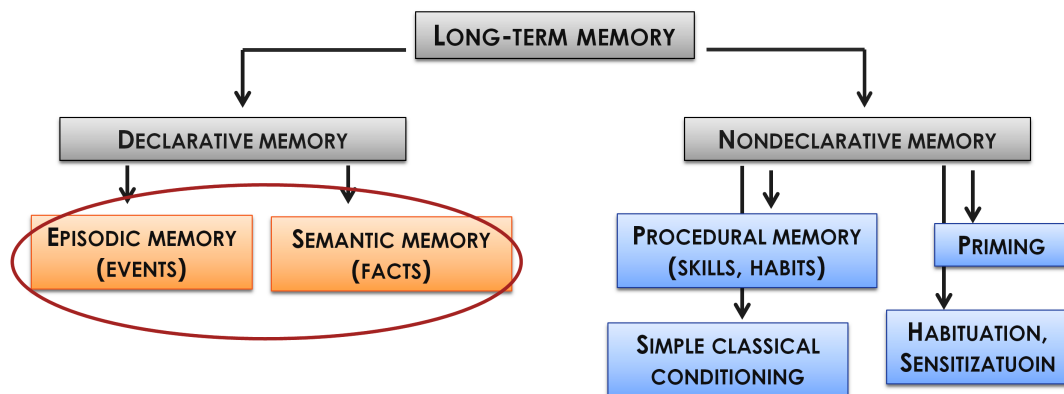 LONG-TERM MEMORY
DECLARATIVE MEMORY
NONDECLARATIVE MEMORY
EPISODIC MEMORY
(EVENTS)
SEMANTIC MEMORY
(FACTS)
PROCEDURAL MEMORY
(SKILLS, HABITS)
PRIMING
SIMPLE CLASSICAL
CONDITIONING
HABITUATION,
SENSITIZATUOIN